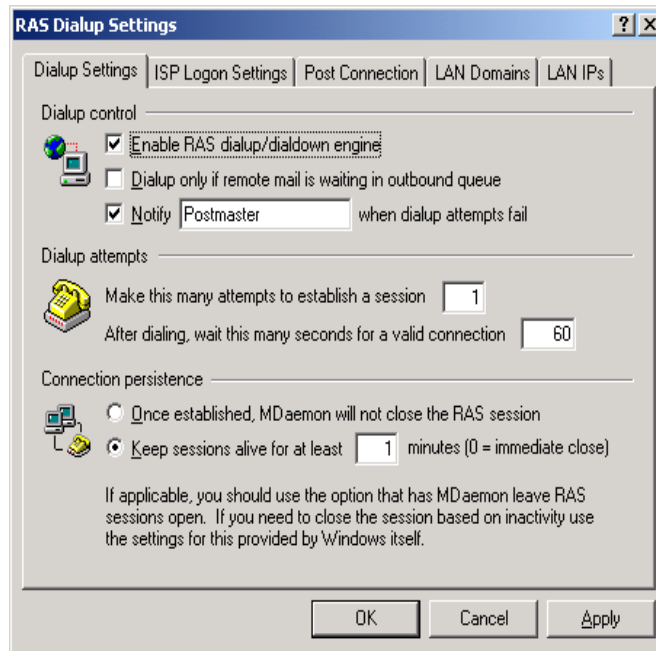 RAS Dialup Settings
Dialup Settings ISP Logon Settings Post Connection LAN Domains LAN IPs
Dialup control
Enable RAS dialup/dialdown engine
Dialup only if remote mail is waiting in outbound queue
Notify Postmaster when dialup attempts fail
Dialup attempts
Make this many attempts to establish a session 1
After dialing, wait this many seconds for a valid connection 60
Connection persistence
Once established, MDaemon will not close the RAS session
Keep sessions alive for at least 1 minutes (0 = immediate close)
If applicable, you should use the option that has MDaemon leave RAS
sessions open. If you need to close the session based on inactivity use
the settings for this provided by Windows itself.
OK Cancel Apply